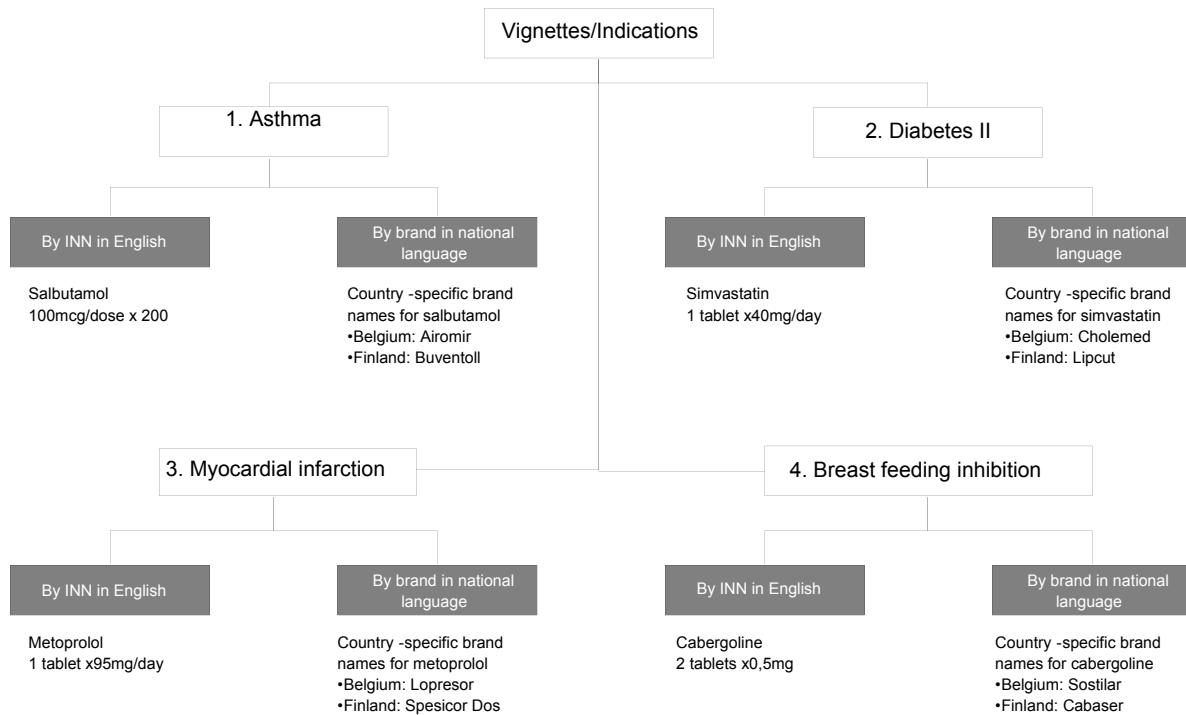 Vignettes/Indications
1. Asthma
By INN in English
Salbutamol
100mcg/dose x 200
By brand in national
language
Country -specific brand
names for salbutamol
•Belgium: Airomir
•Finland: Buventoll
2. Diabetes II
By INN in English
Simvastatin
1 tablet x40mg/day
By brand in national
language
Country -specific brand
names for simvastatin
•Belgium: Cholemed
•Finland: Lipcut
3. Myocardial infarction
By INN in English
Metoprolol
1 tablet x95mg/day
By brand in national
language
Country -specific brand
names for metoprolol
•Belgium: Lopresor
•Finland: Spesicor Dos
4. Breast feeding inhibition
By INN in English
Cabergoline
2 tablets x0,5mg
By brand in national
language
Country -specific brand
names for cabergoline
•Belgium: Sostilar
•Finland: Cabaser